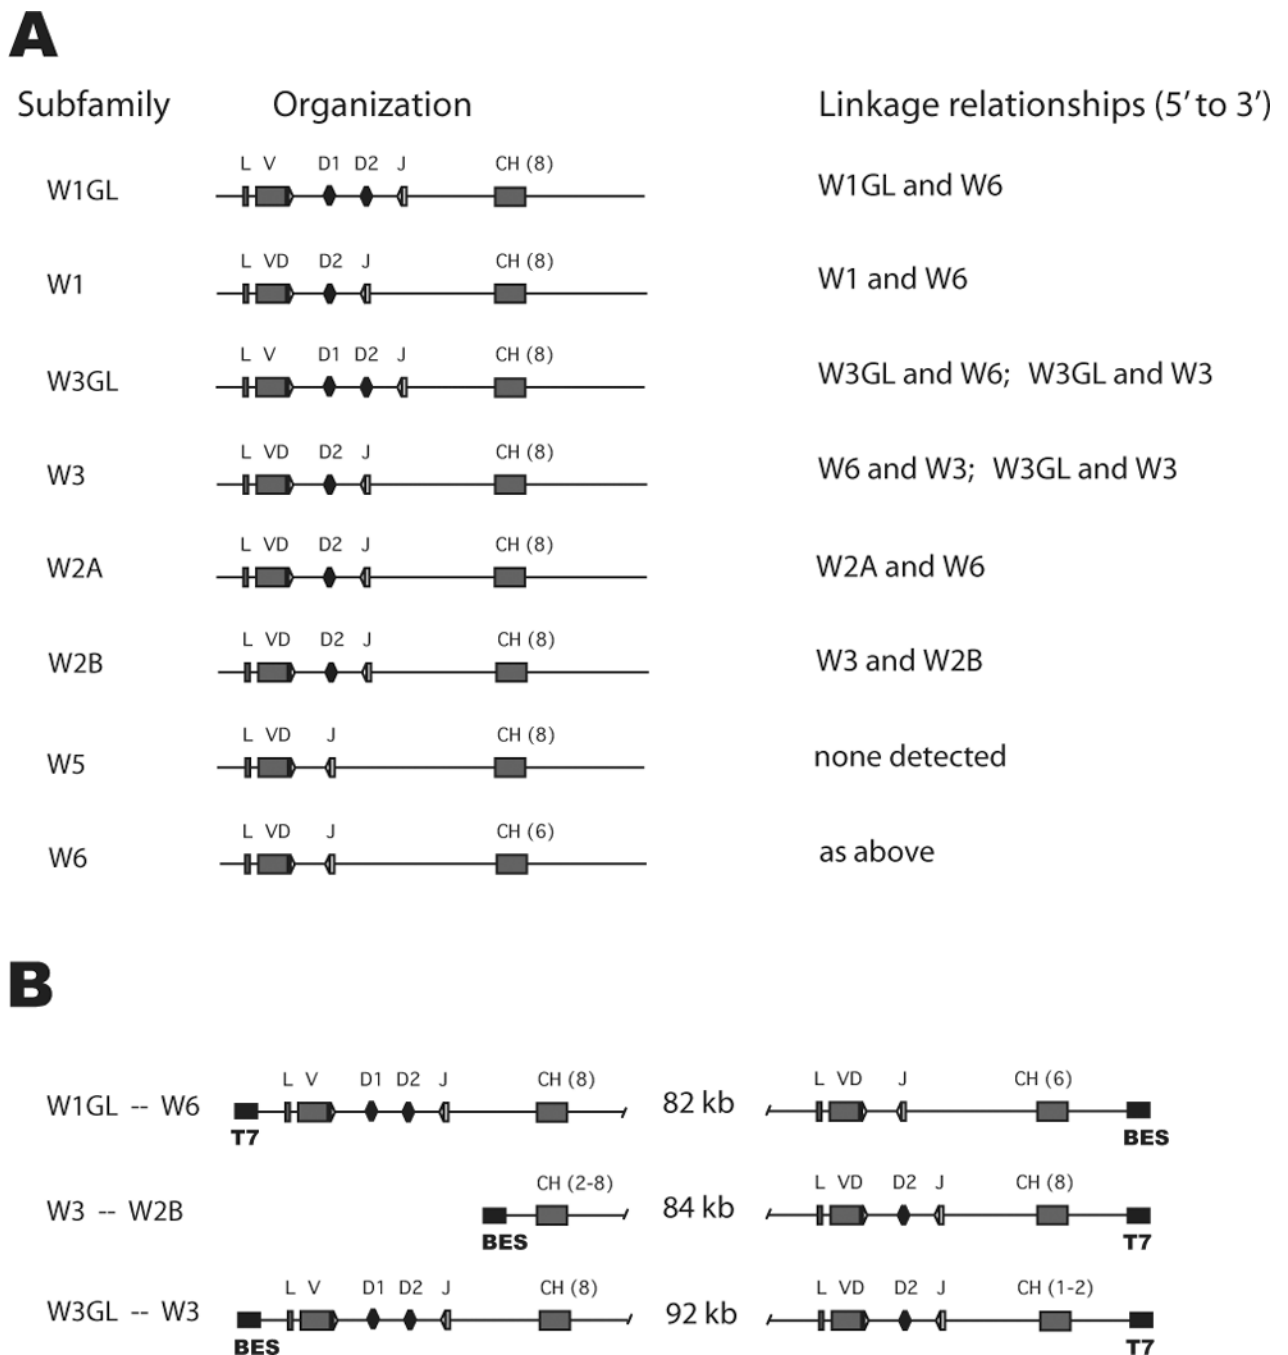 A
Subfamily Organization Linkage relationships (5’ to 3’)
L V D1 D2 J CH (8)
W1GL W1GL and W6
L VD D2 J CH (8)
W1 W1 and W6
L V D1 D2 J CH (8)
W3GL W3GL and W6; W3GL and W3
L VD D2 J CH (8)
W3 W6 and W3; W3GL and W3
L VD D2 J CH (8)
W2A W2A and W6
L VD D2 J CH (8)
W2B W3 and W2B
L VD J CH (8)
W5 none detected
L VD J CH (6)
W6 as above
B
L V D1 D2 J CH (8) L VD J CH (6)
W1GL -- W6 82 kb
T7 BES
CH (2-8) L VD D2 J CH (8)
W3 -- W2B 84 kb
BES T7
L V D1 D2 J CH (8) L VD D2 J CH (1-2)
W3GL -- W3 92 kb
BES T7